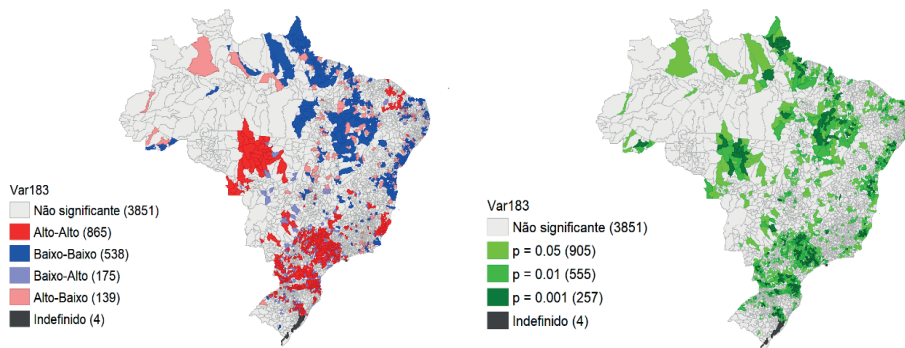 Var183
Não significante (3851)
Alto-Alto (865)
Baixo-Baixo (538)
Baixo-Alto (175)
Alto-Baixo (139)
Indefinido (4)
Var183
Não significante (3851)
p = 0.05 (905)
p = 0.01 (555)
p = 0.001 (257)
Indefinido (4)